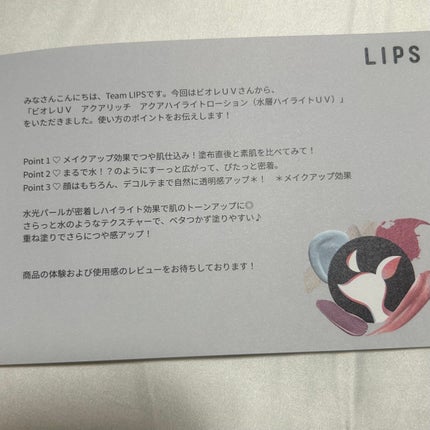 LIPS
みなさんこんにちは、Team LIPSです。今回はビオレUVさんから、
「ビオレUV　アクアリッチ　アクアハイライトローション（水層ハイライトUV）」
をいただきました。使い方のポイントをお伝えします！
Point 1 ♡ メイクアップ効果でつや肌仕込み！塗布直後と素肌を比べてみて！
Point 2 ♡ まるで水！？のようにすーっと広がって、ぴたっと密着。
Point 3 ♡ 顔はもちろん、デコルテまで自然に透明感アップ＊！　＊メイクアップ効果
水光パールが密着しハイライト効果で肌のトーンアップに◎
さらっと水のようなテクスチャーで、ベタつかず塗りやすい♪
重ね塗りでさらにつや感アップ！
商品の体験および使用感のレビューをお待ちしております！